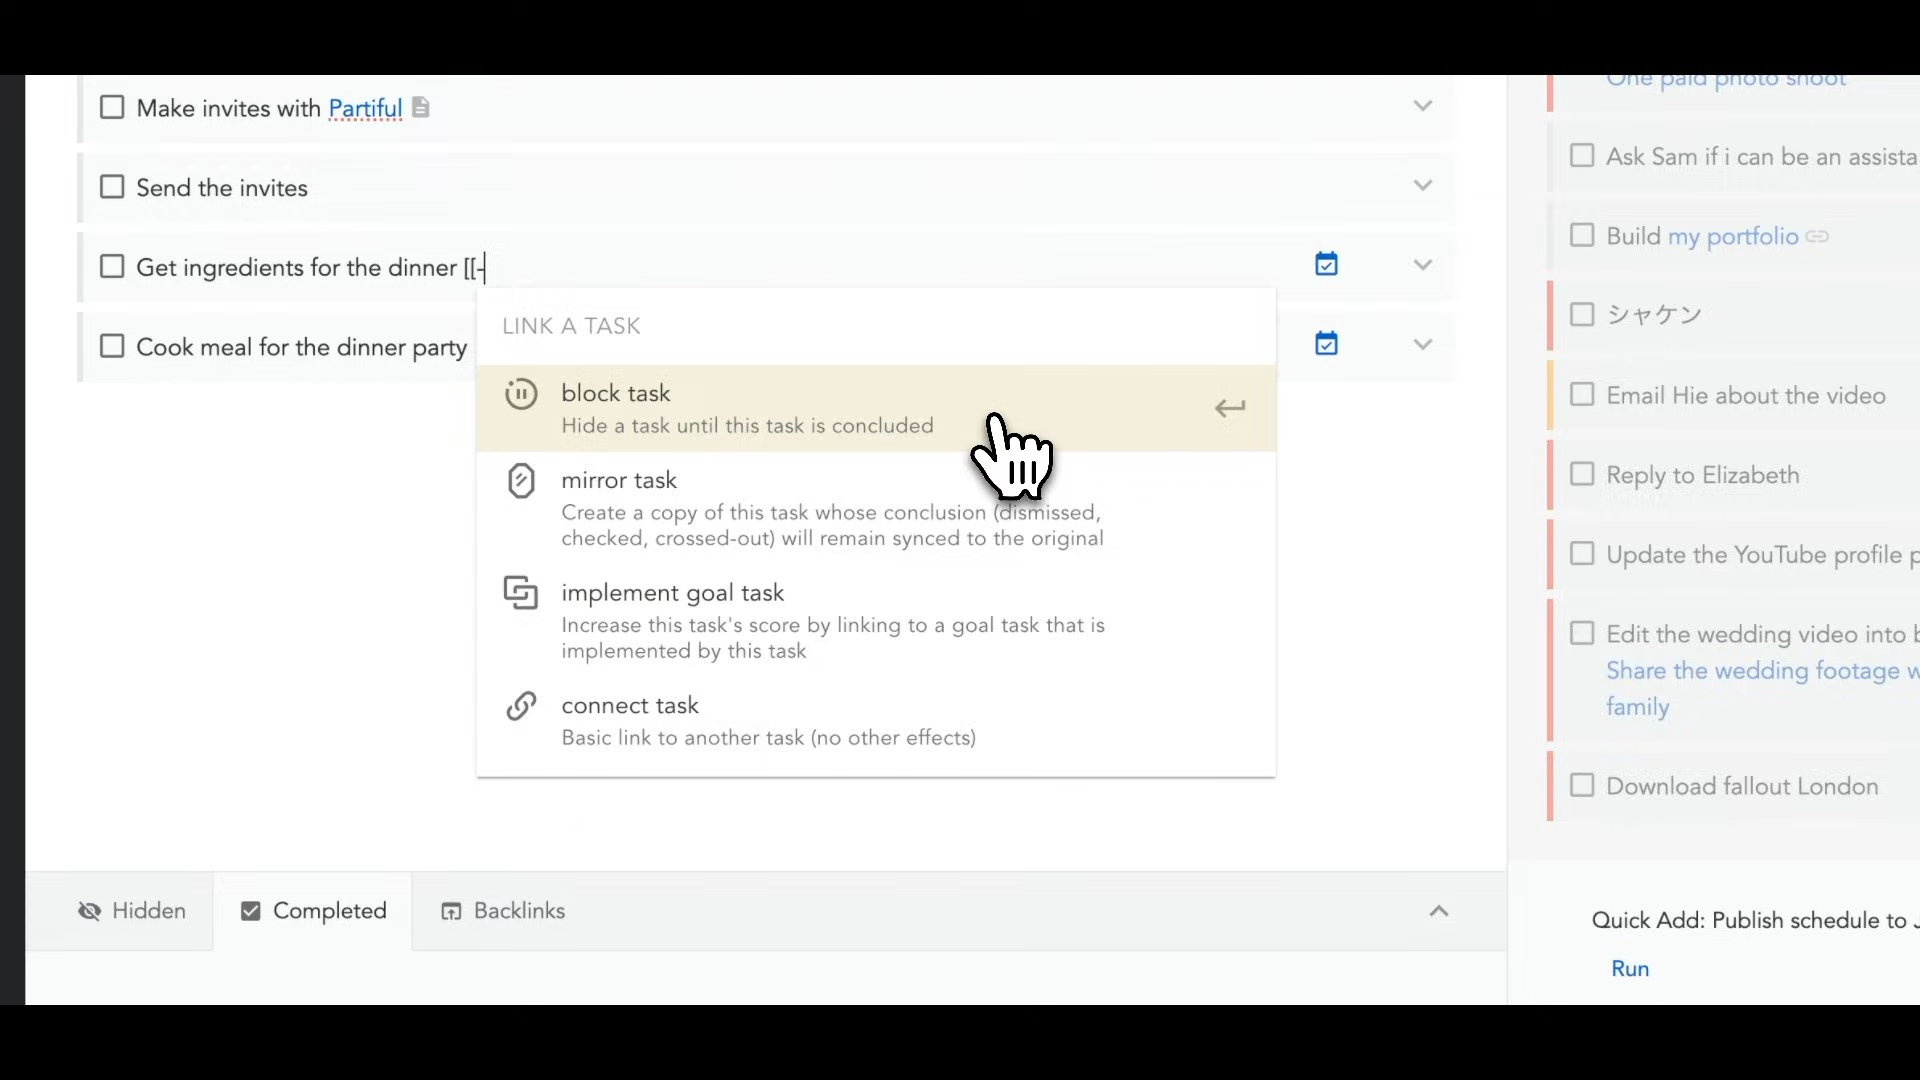 Make invites with Partiful
Send the invites
Get ingredients for the dinner [[-
Cook meal for the dinner party
LINK A TASK
block task
Hide a task until this task is concluded
mirror task
Create a copy of this task whose conclusion (dismissed,
checked, crossed-out) will remain synced to the original
implement goal task
Increase this task's score by linking to a goal task that is
implemented by this task
connect task
Basic link to another task (no other effects)
Hidden
Completed
Backlinks
One paid photo shoot
Ask Sam if i can be an assista
Build my portfolio
シャケン
Email Hie about the video
Reply to Elizabeth
Update the YouTube profile p
Edit the wedding video into b
Share the wedding footage w
family
Download fallout London
Quick Add: Publish schedule to J
Run